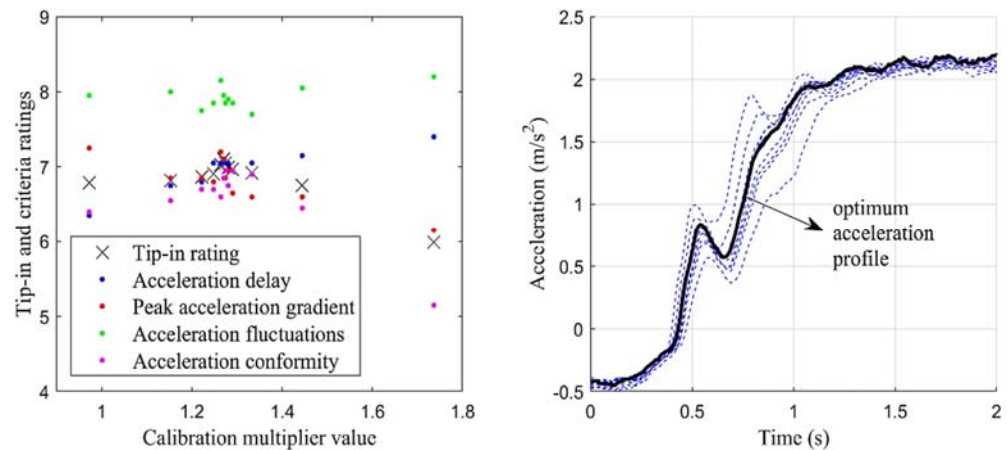 9
8
7
6
5
4
Tip-in and criteria ratings
Tip-in rating
Acceleration delay
Peak acceleration gradient
Acceleration fluctuations
Acceleration conformity
1
1.2
1.4
1.6
1.8
Calibration multiplier value
2.5
2
1.5
1
0.5
0
-0.5
Acceleration (m/s²)
optimum
acceleration
profile
0
0.5
1
1.5
2
Time (s)